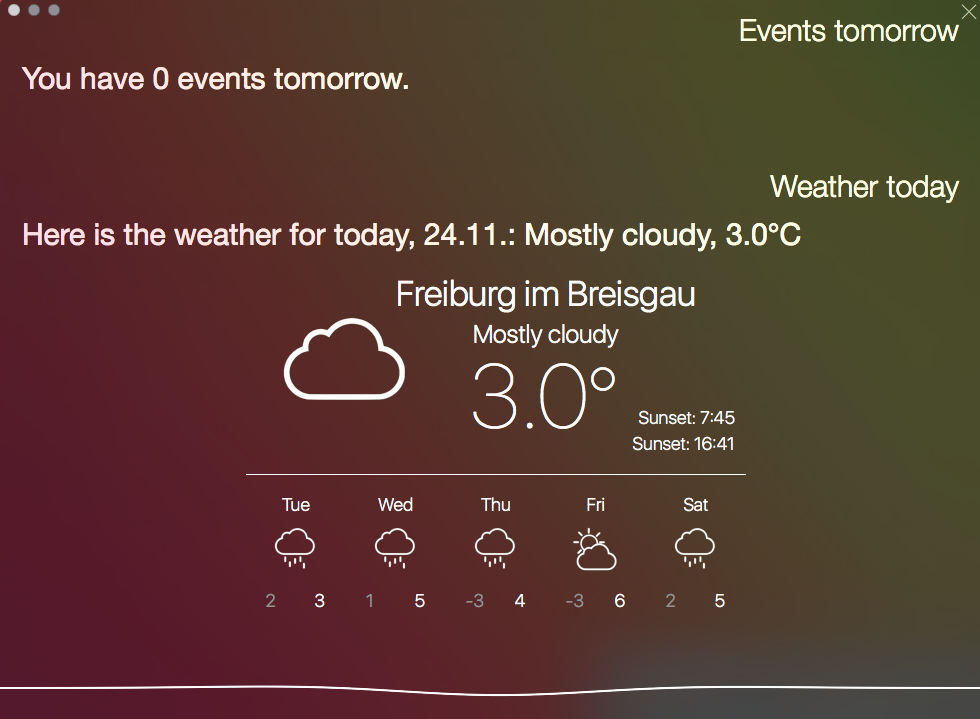 Events tomorrow
You have 0 events tomorrow.
Weather today
Here is the weather for today, 24.11.: Mostly cloudy, 3.0°C
Freiburg im Breisgau
Mostly cloudy
3.0°
Sunset: 7:45
Sunset: 16:41
Tue Wed Thu Fri Sat
2 3 1 5 -3 4 -3 6 2 5